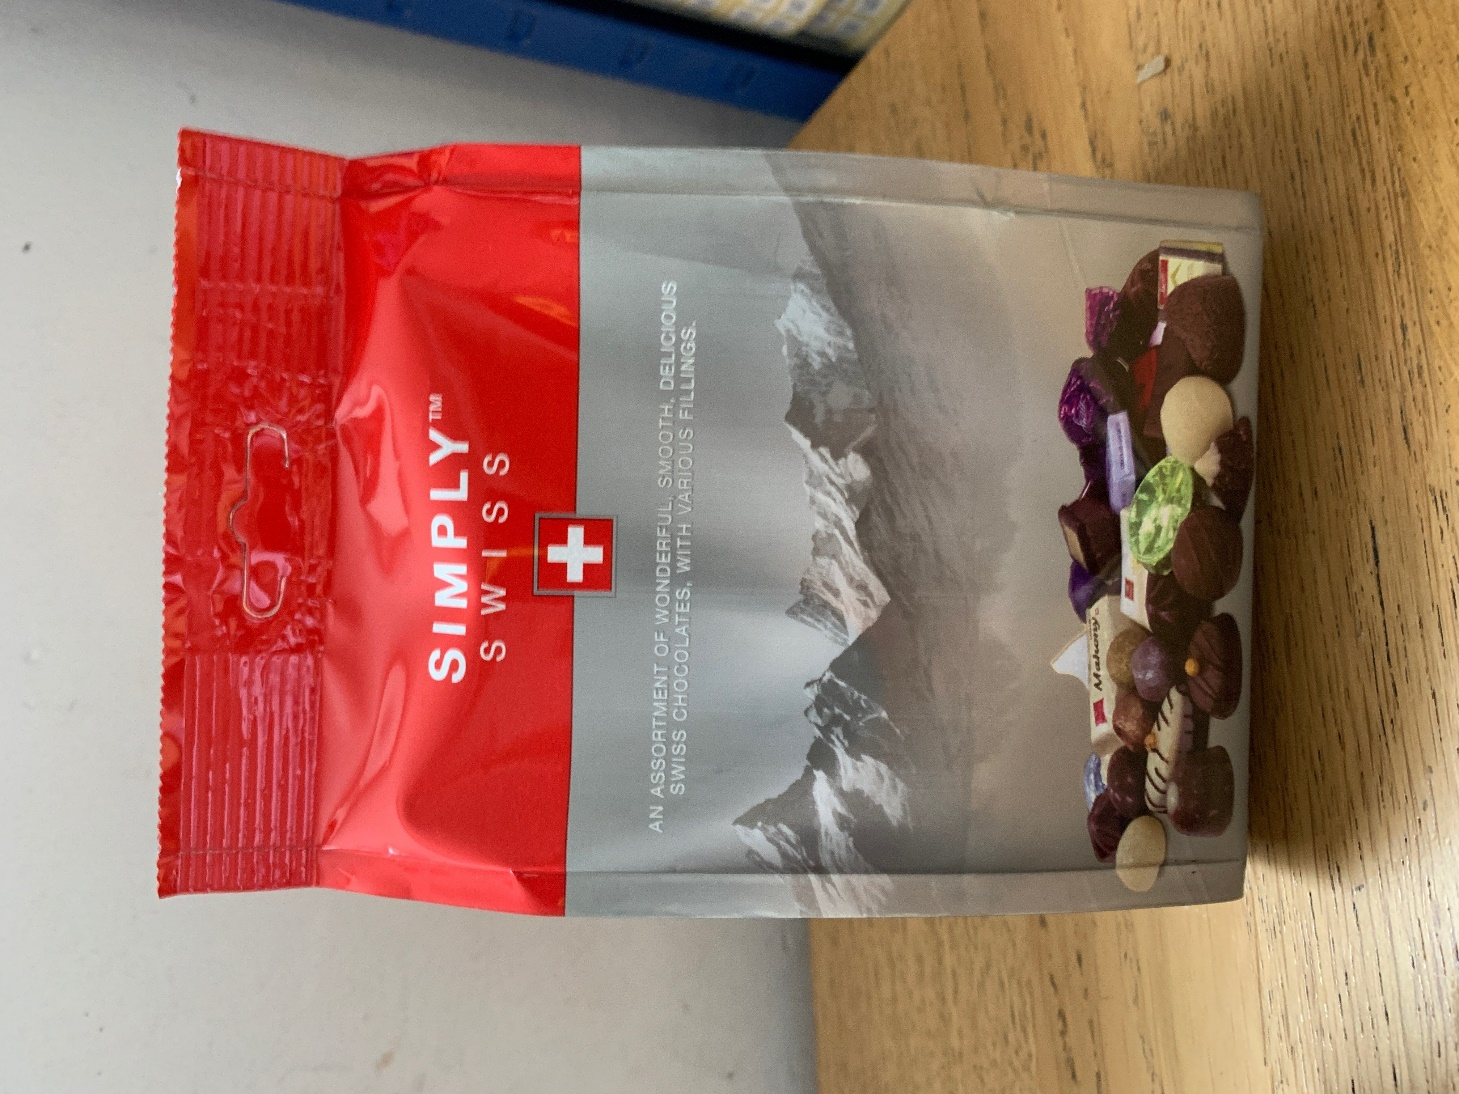 SIMPLY™
SWISS
AN ASSORTMENT OF WONDERFUL, SMOOTH, DELICIOUS
SWISS CHOCOLATES, WITH VARIOUS FILLINGS.
Mahony®